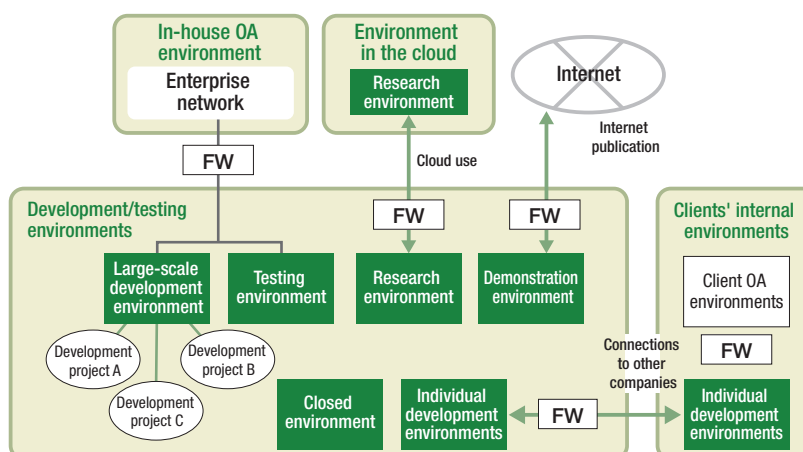 In-house OA
environment
Enterprise
network
Environment
in the cloud
Research
environment
Internet
Internet
publication
Cloud use
FW
FW
FW
Development/testing
environments
Clients' internal
environments
Large-scale
development
environment
Testing
environment
Research
environment
Demonstration
environment
Client OA
environments
FW
Development
project A
Development
project B
Development
project C
Connections
to other
companies
Closed
environment
Individual
development
environments
FW
Individual
development
environments